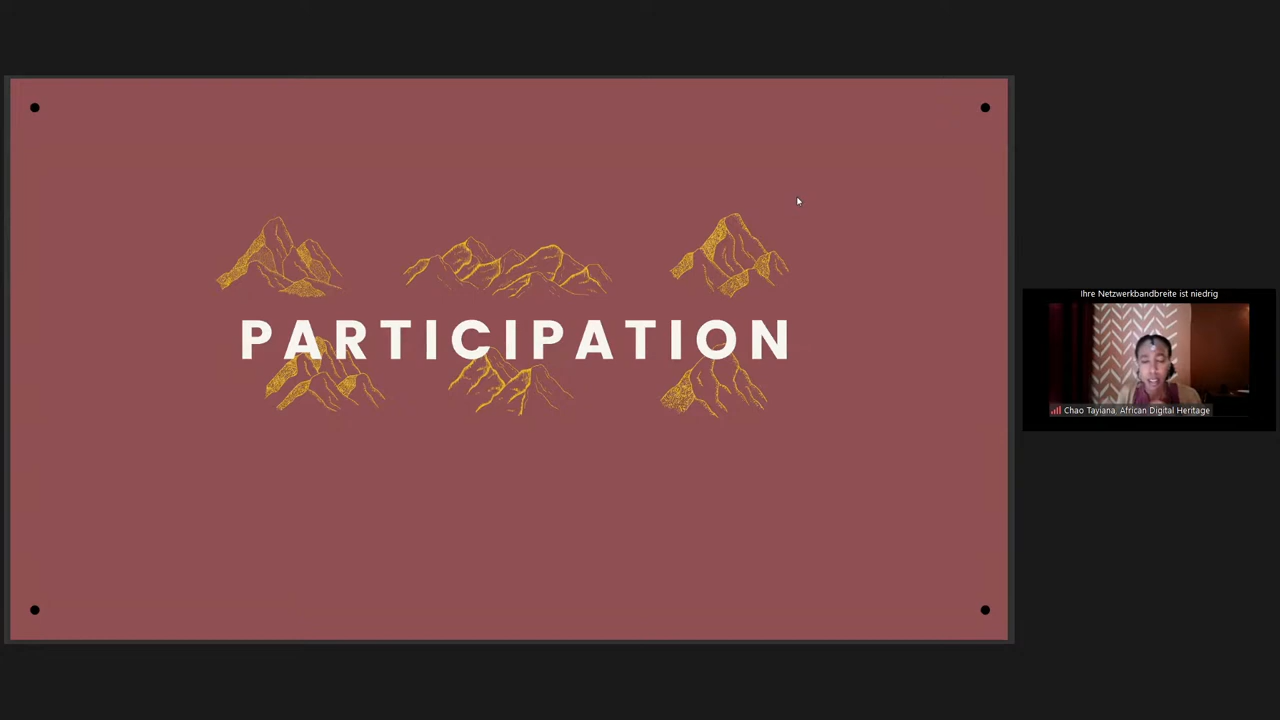 PARTICIPATION
Ihre Netzwerkbandbreite ist niedrig
Chao Tayiana, African Digital Heritage